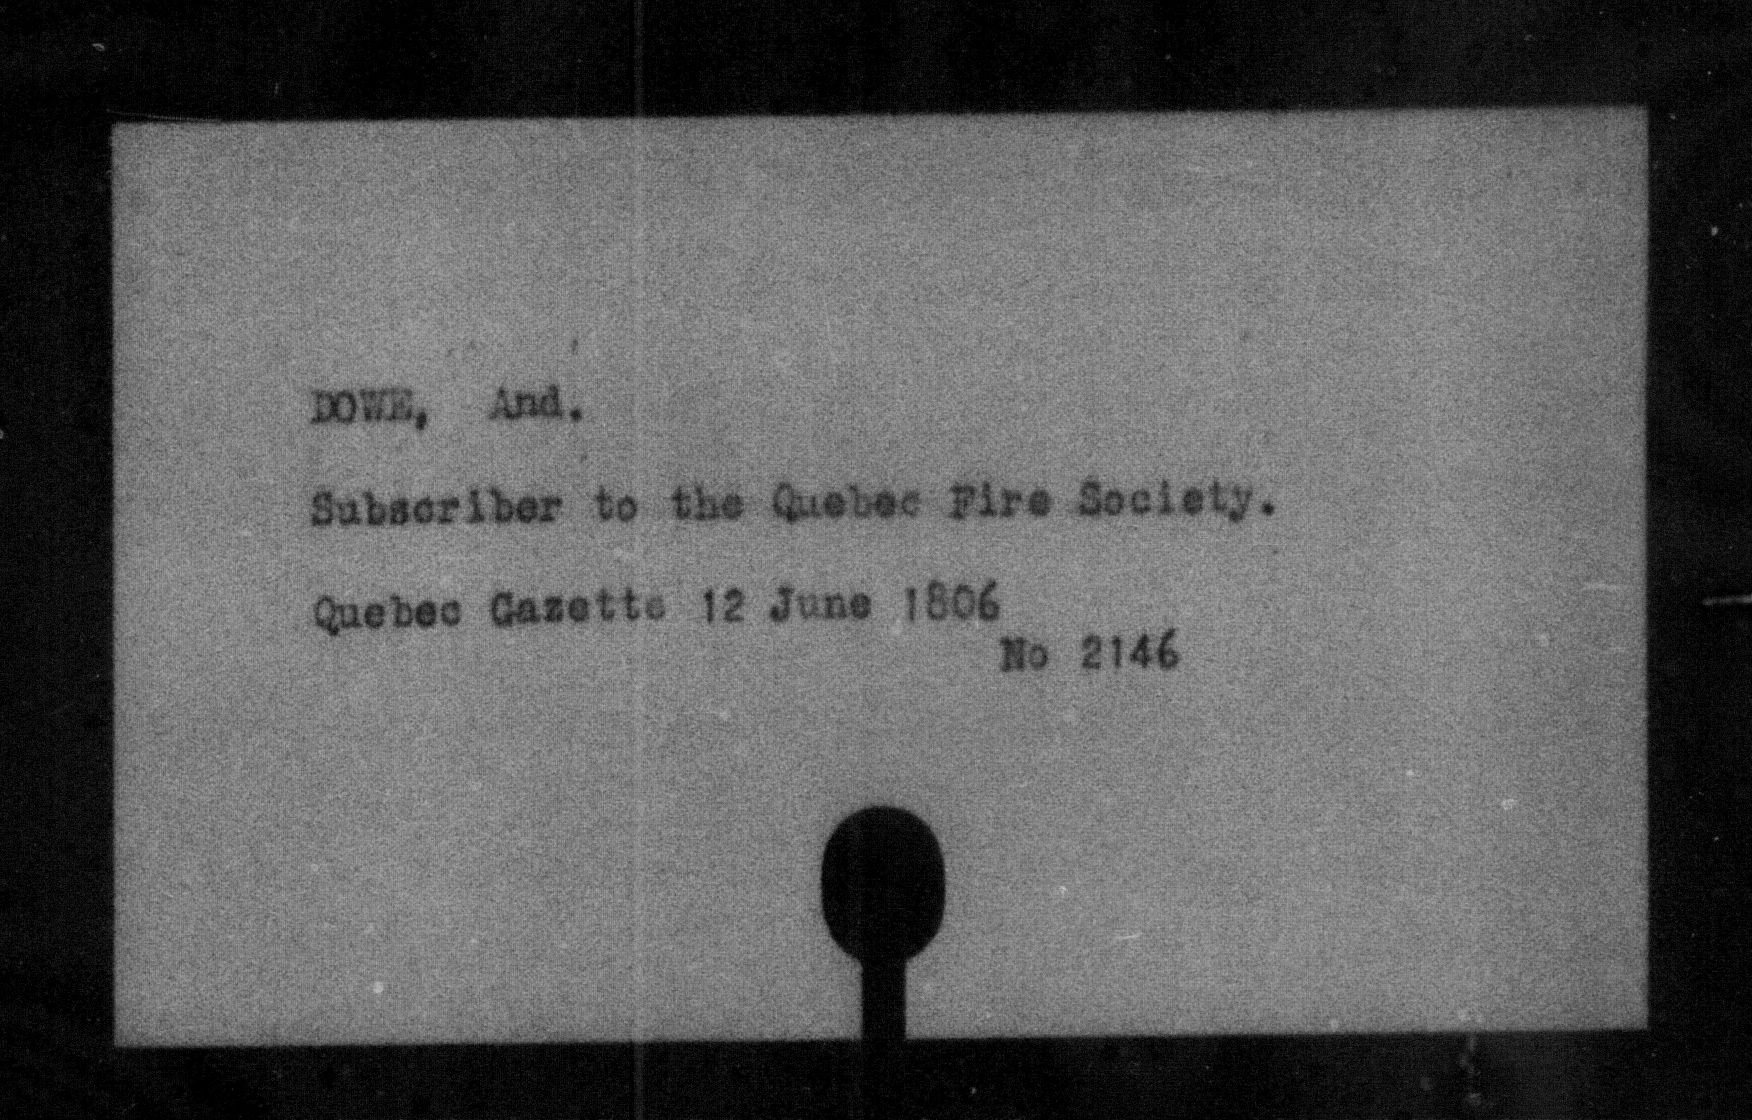 DOWE, And.
Subscriber to the Quebec Fire Society.
Quebec Gazette 12 June 1806
No 2146